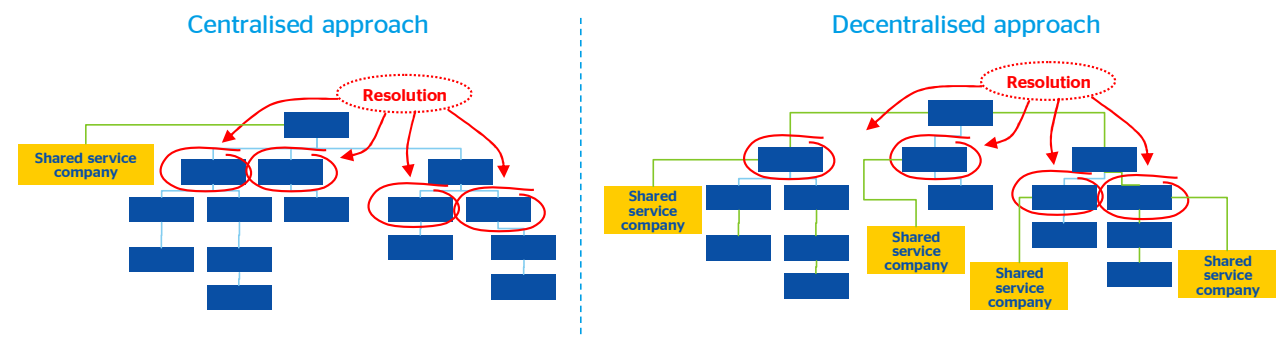 Centralised approach
Resolution
Shared service
company
Decentralised approach
Resolution
Shared
service
company
Shared
service
company
Shared
service
company
Shared
service
company